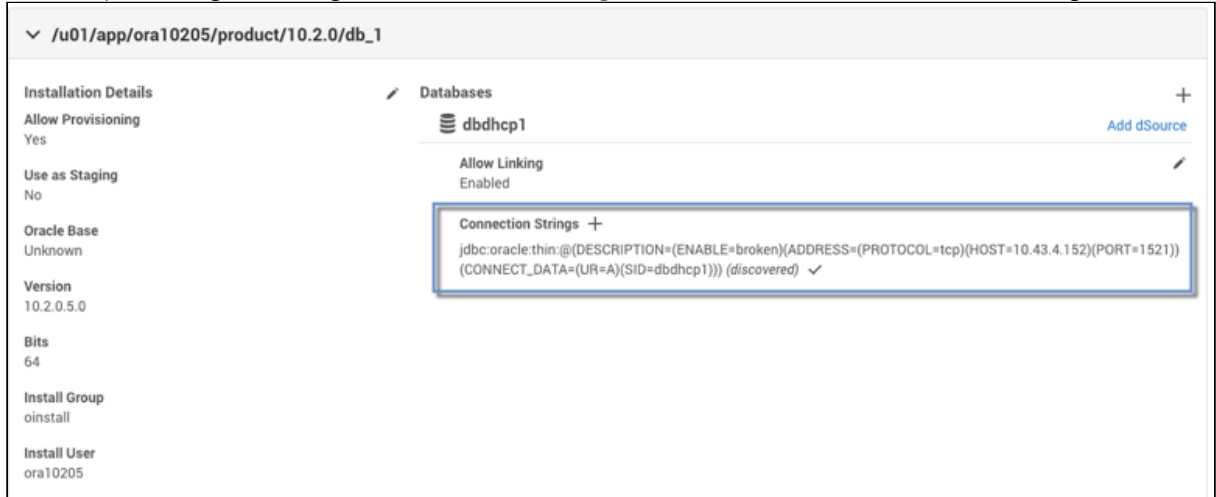 /u01/app/ora10205/product/10.2.0/db_1
Installation Details
Allow Provisioning
Yes
Use as Staging
No
Oracle Base
Unknown
Version
10.2.0.5.0
Bits
64
Install Group
oinstall
Install User
ora10205
Databases
dbdhcp1
Add dSource
Allow Linking
Enabled
Connection Strings +
jdbc:oracle:thin:@(DESCRIPTION=(ENABLE=broken)(ADDRESS=(PROTOCOL=tcp)(HOST=10.43.4.152)(PORT=1521))
(CONNECT_DATA=(UR=A)(SID=dbdhcp1))) (discovered) ✓